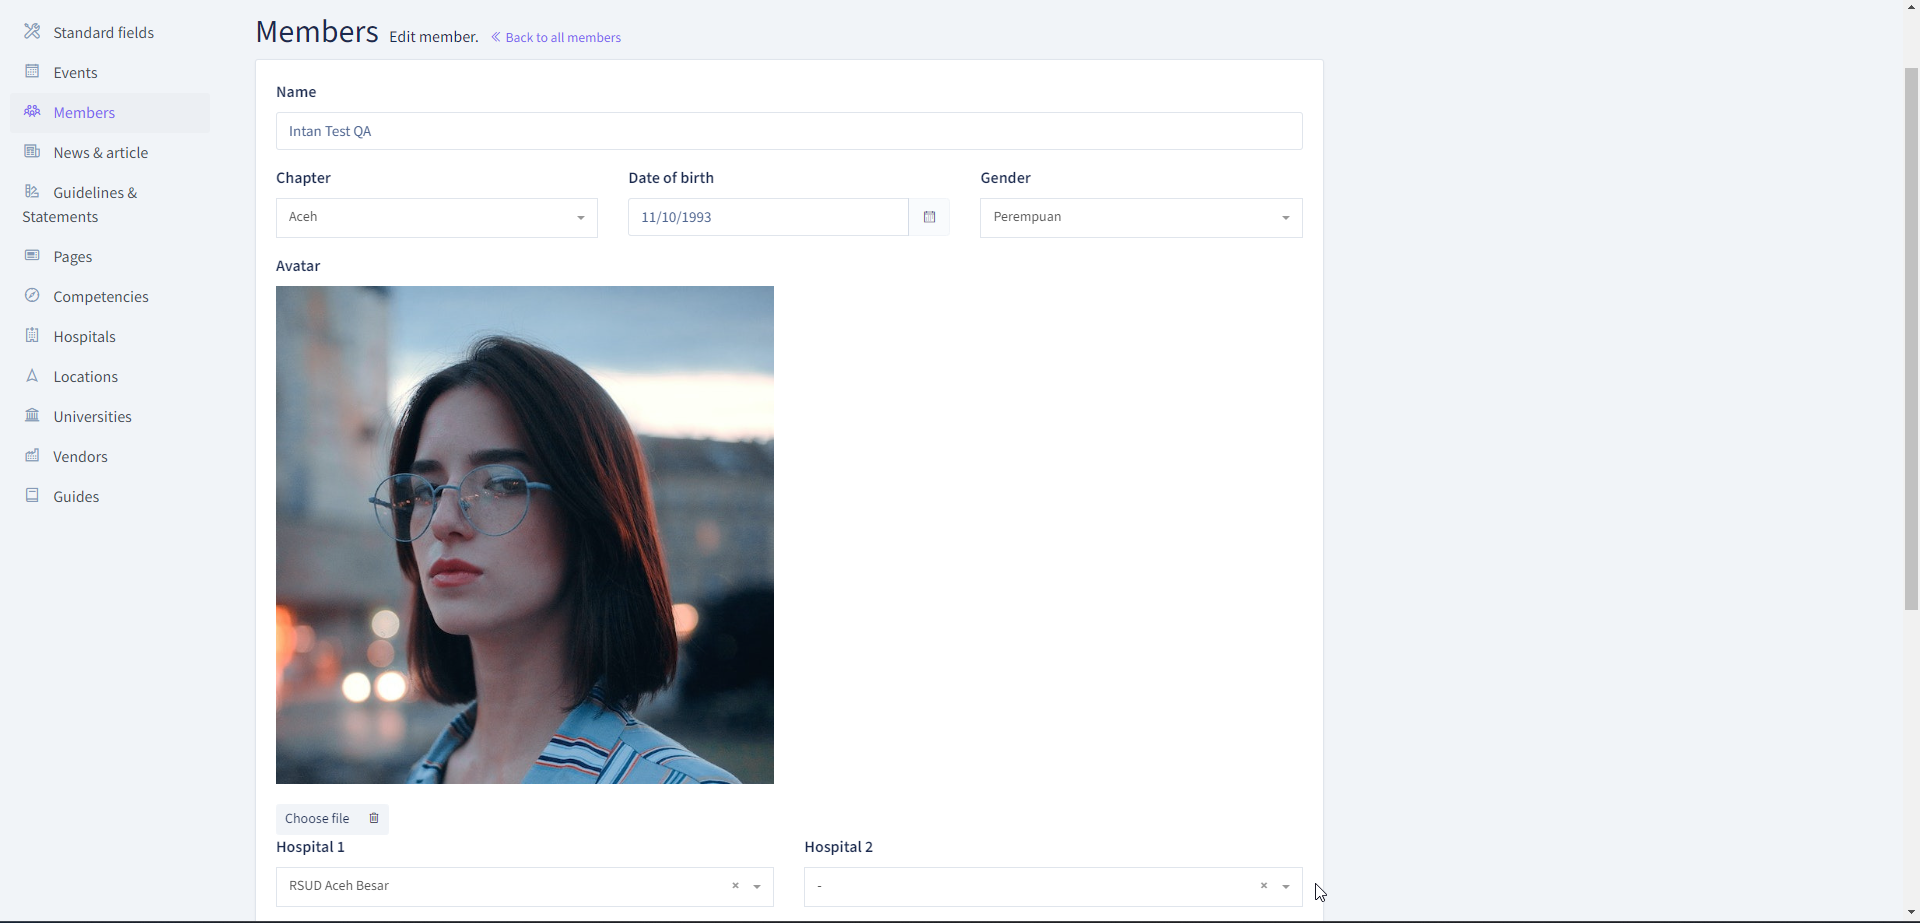 Standard fields
Events
Members
News & article
Guidelines &
Statements
Pages
Competencies
Hospitals
Locations
Universities
Vendors
Guides
Members Edit member. Back to all members
Name
Intan Test QA
Chapter Date of birth Gender
Aceh 11/10/1993 Perempuan
Avatar
Choose file
Hospital 1 Hospital 2
RSUD Aceh Besar × - ×